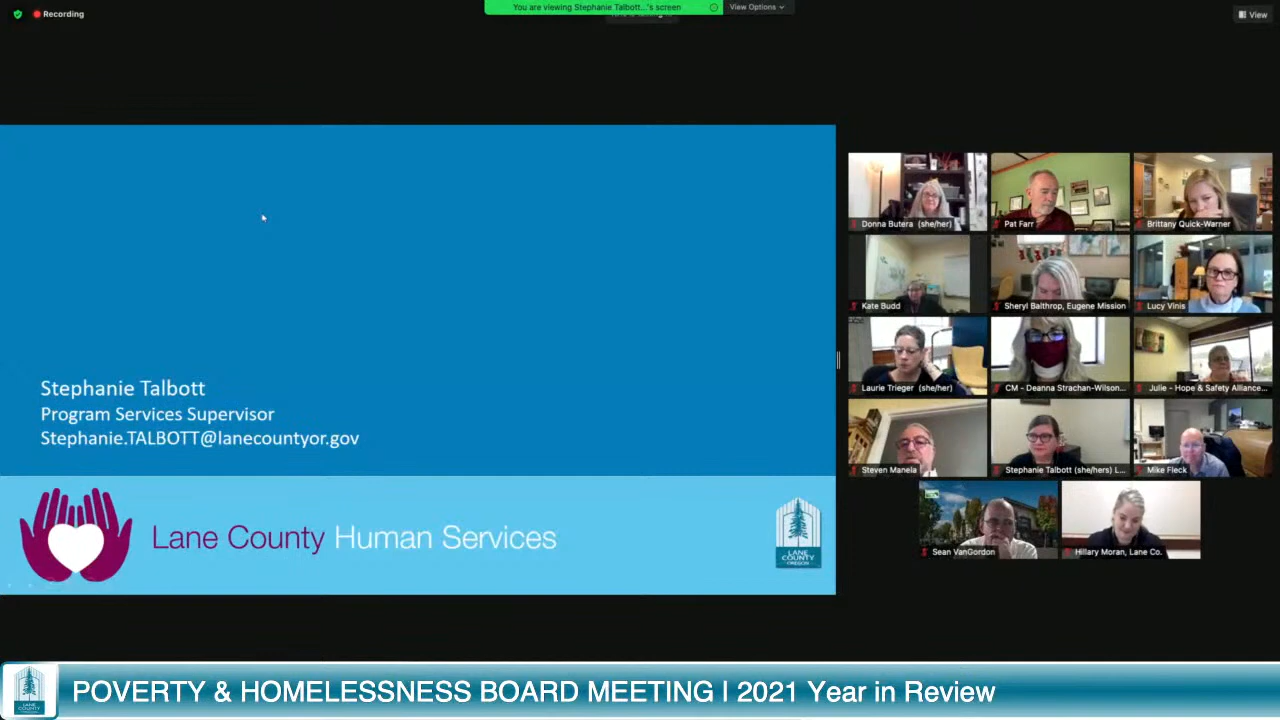 Recording
You are viewing Stephanie Talbott...'s screen
View Options
View
Stephanie Talbott
Program Services Supervisor
Stephanie.TALBOTT@lanecountyor.gov
Lane County Human Services
LANE
COUNTY
OREGON
Donna Butera (she/her)
Pat Farr
Brittany Quick-Warner
Kate Budd
Sheryl Balthrop, Eugene Mission
Lucy Vinis
Laurie Trieger (she/her)
CM - Deanna Strachan-Wilson...
Julie - Hope & Safety Alliance...
Steven Manela
Stephanie Talbott (she/hers) L...
Mike Fleck
Sean VanGordon
Hillary Moran, Lane Co.
LANE
COUNTY
POVERTY & HOMELESSNESS BOARD MEETING | 2021 Year in Review